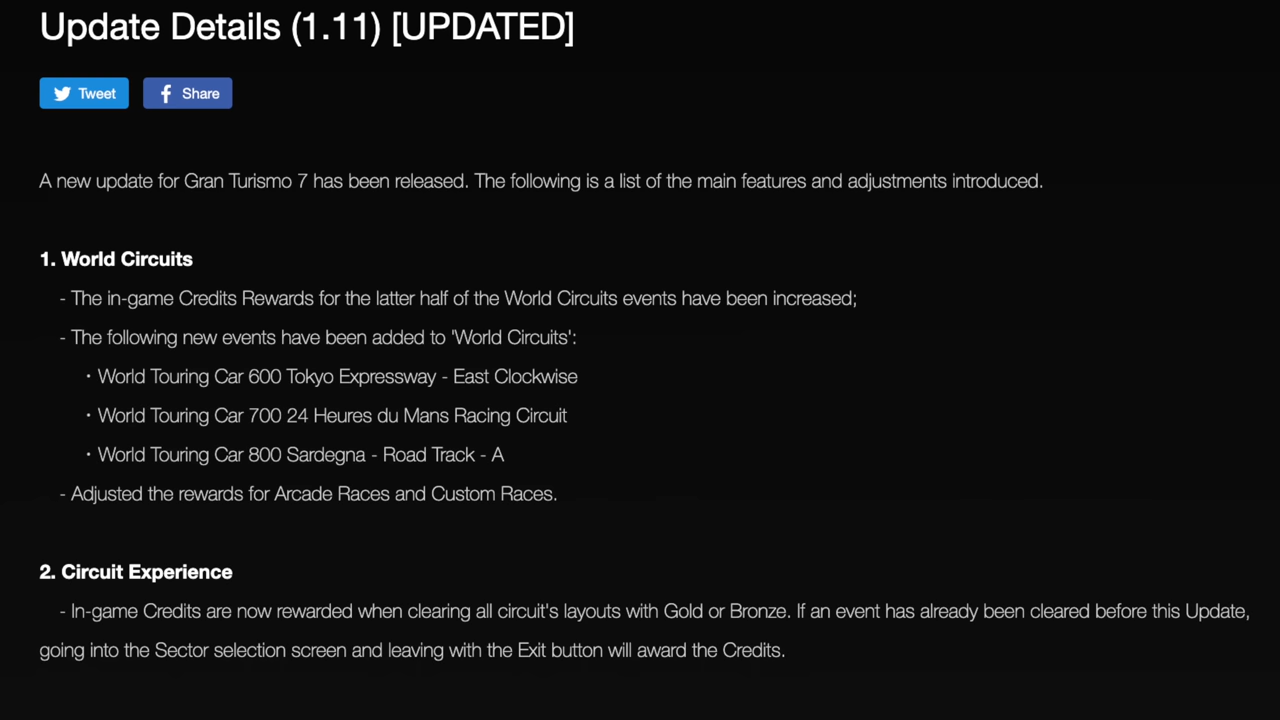 Update Details (1.11) [UPDATED]
Tweet
Share
A new update for Gran Turismo 7 has been released. The following is a list of the main features and adjustments introduced.
1. World Circuits
- The in-game Credits Rewards for the latter half of the World Circuits events have been increased;
- The following new events have been added to 'World Circuits':
・World Touring Car 600 Tokyo Expressway - East Clockwise
・World Touring Car 700 24 Heures du Mans Racing Circuit
・World Touring Car 800 Sardegna - Road Track - A
- Adjusted the rewards for Arcade Races and Custom Races.
2. Circuit Experience
- In-game Credits are now rewarded when clearing all circuit's layouts with Gold or Bronze. If an event has already been cleared before this Update,
going into the Sector selection screen and leaving with the Exit button will award the Credits.